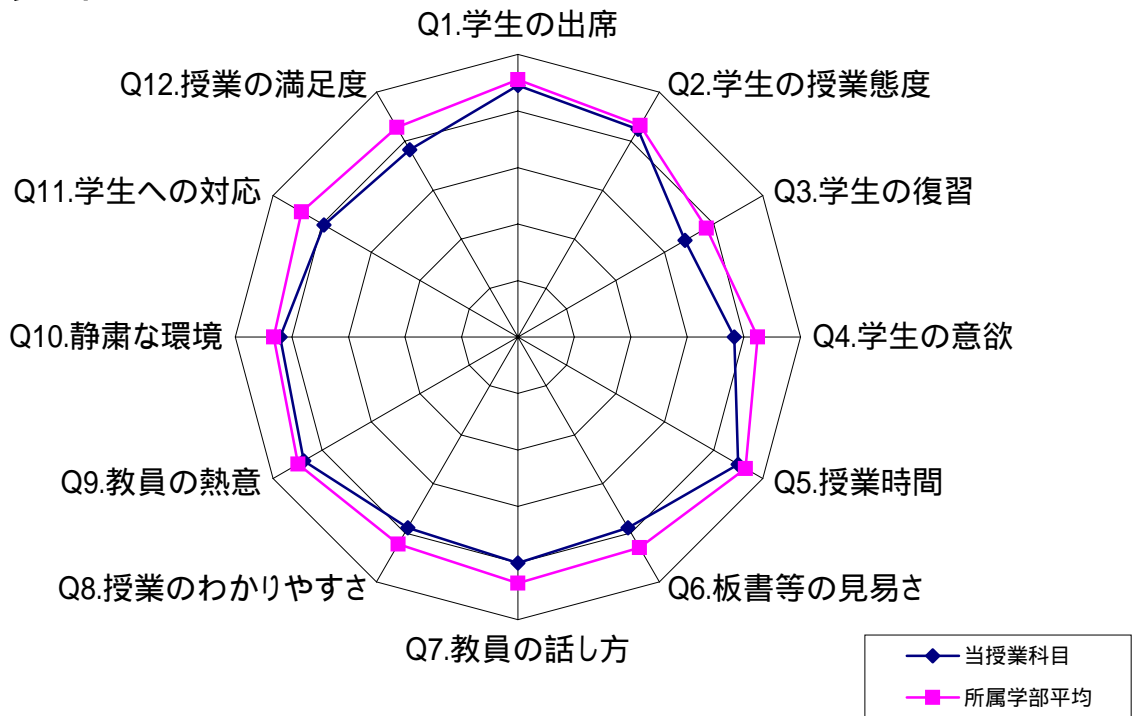 Q1.学生の出席
Q2.学生の授業態度
Q3.学生の復習
Q4.学生の意欲
Q5.授業時間
Q6.板書等の見易さ
Q7.教員の話し方
Q8.授業のわかりやすさ
Q9.教員の熱意
Q10.静粛な環境
Q11.学生への対応
Q12.授業の満足度
当授業科目
所属学部平均